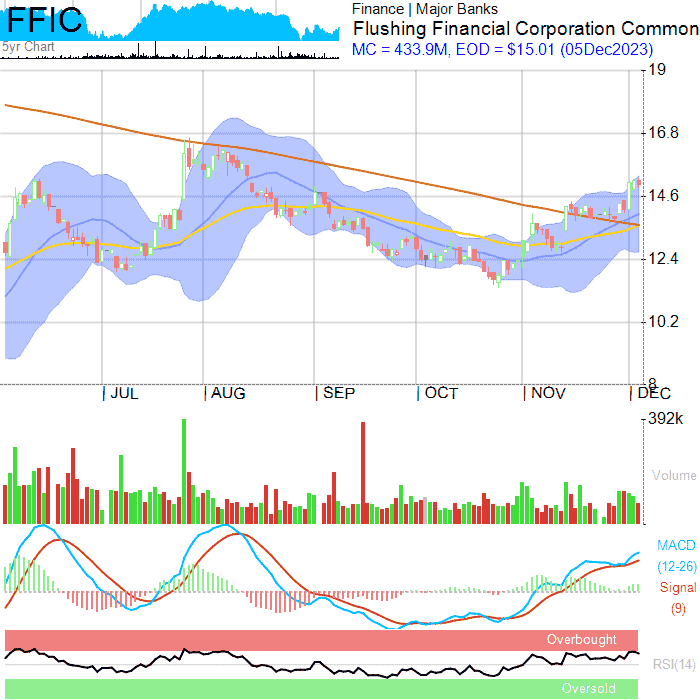 FFIC
5yr Chart
Finance | Major Banks
Flushing Financial Corporation Common
MC = 433.9M, EOD = $15.01 (05Dec2023)
19
16.8
14.6
12.4
10.2
8
JUL AUG SEP OCT NOV DEC
392k
Volume
MACD
(12-26)
Signal
(9)
Overbought
RSI(14)
Oversold